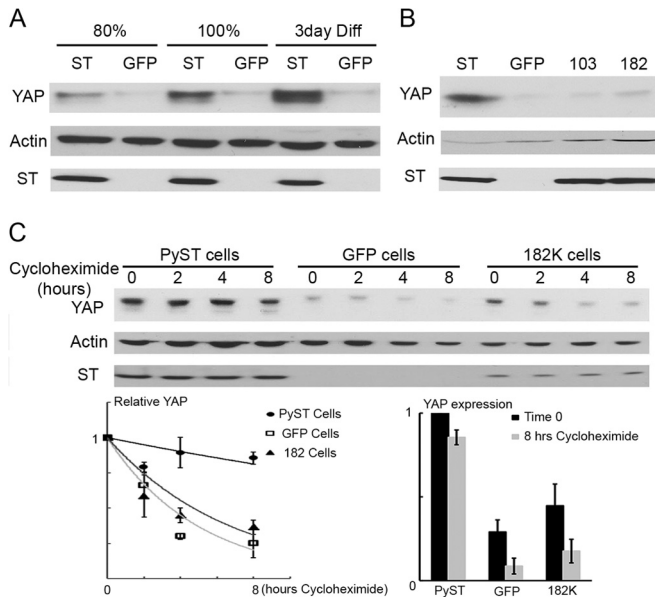 A
80% 100% 3day Diff
ST GFP ST GFP ST GFP
YAP
Actin
ST
B
ST GFP 103 182
YAP
Actin
ST
C
PyST cells GFP cells 182K cells
Cycloheximide
(hours)
0 2 4 8 0 2 4 8 0 2 4 8
YAP
Actin
ST
Relative YAP
PyST Cells
GFP Cells
182 Cells
1
0 4 8 (hours Cycloheximide)
YAP expression
Time 0
8 hrs Cycloheximide
1
0
PyST GFP 182K